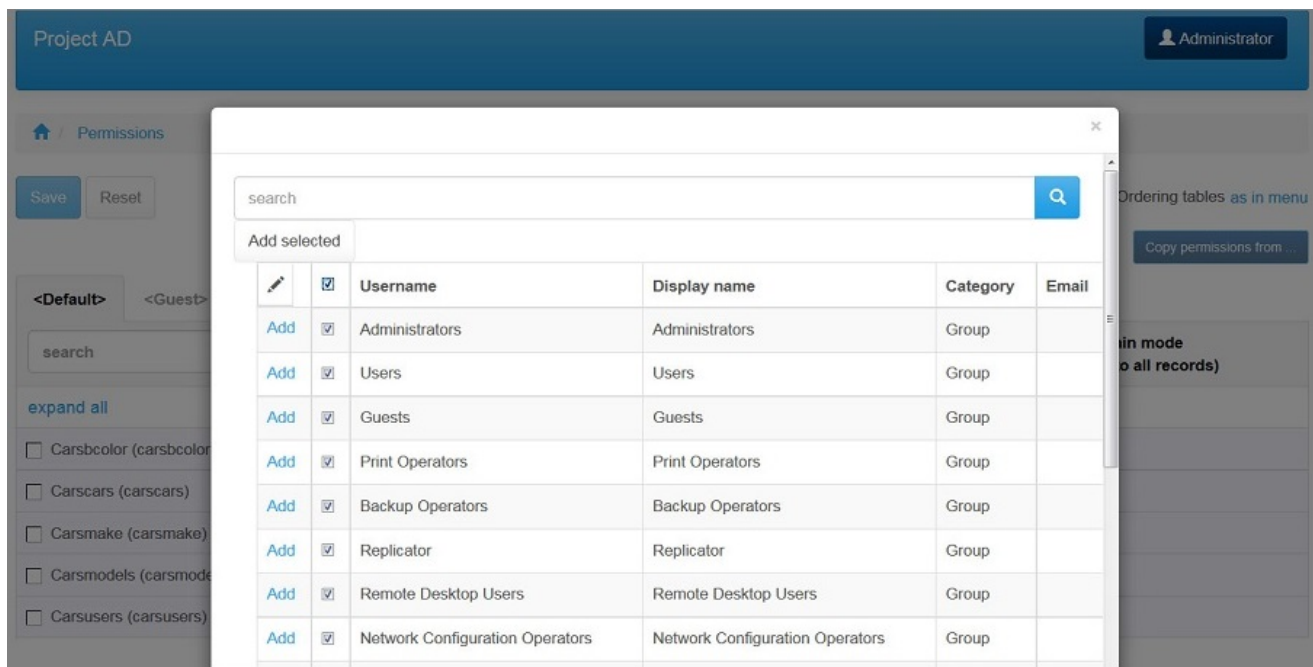 Project AD
Administrator
/ Permissions
×
Save Reset
search
Ordering tables as in menu
Add selected
Copy permissions from ...
<Default> <Guest>
Username Display name Category Email
Add Administrators Administrators Group
search
in mode
o all records)
Add Users Users Group
expand all
Add Guests Guests Group
Carsbcolor (carsbcolor
Add Print Operators Print Operators Group
Carscars (carscars)
Add Backup Operators Backup Operators Group
Carsmake (carsmake)
Add Replicator Replicator Group
Carsmodels (carsmode
Add Remote Desktop Users Remote Desktop Users Group
Carsusers (carsusers)
Add Network Configuration Operators Network Configuration Operators Group